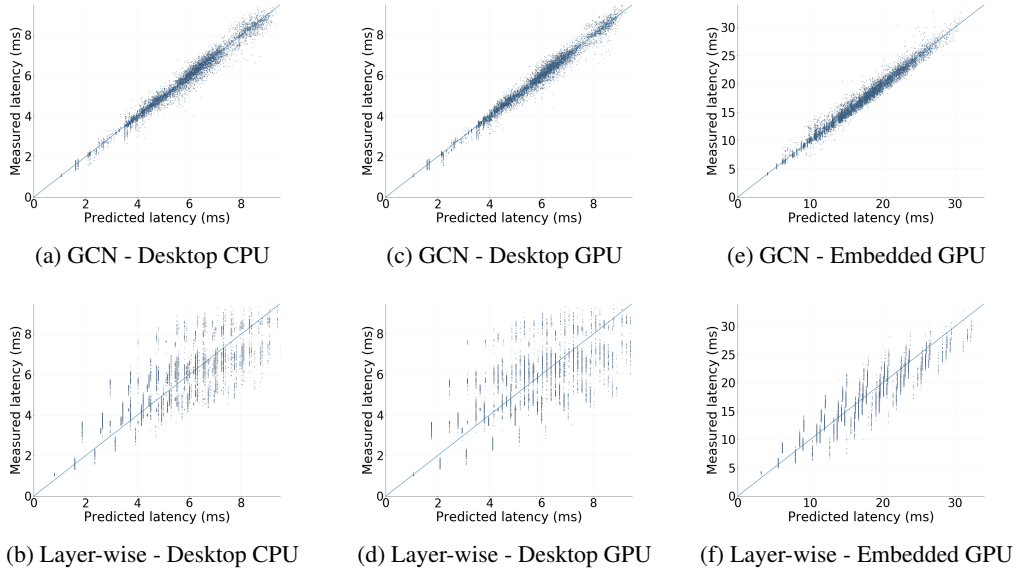 8
6
4
2
0
Measured latency (ms)
0 2 4 6 8
Predicted latency (ms)
(a) GCN - Desktop CPU
8
6
4
2
0
Measured latency (ms)
0 2 4 6 8
Predicted latency (ms)
(c) GCN - Desktop GPU
30
25
20
15
10
5
0
Measured latency (ms)
0 10 20 30
Predicted latency (ms)
(e) GCN - Embedded GPU
8
6
4
2
0
Measured latency (ms)
0 2 4 6 8
Predicted latency (ms)
(b) Layer-wise - Desktop CPU
8
6
4
2
0
Measured latency (ms)
0 2 4 6 8
Predicted latency (ms)
(d) Layer-wise - Desktop GPU
30
25
20
15
10
5
0
Measured latency (ms)
0 10 20 30
Predicted latency (ms)
(f) Layer-wise - Embedded GPU